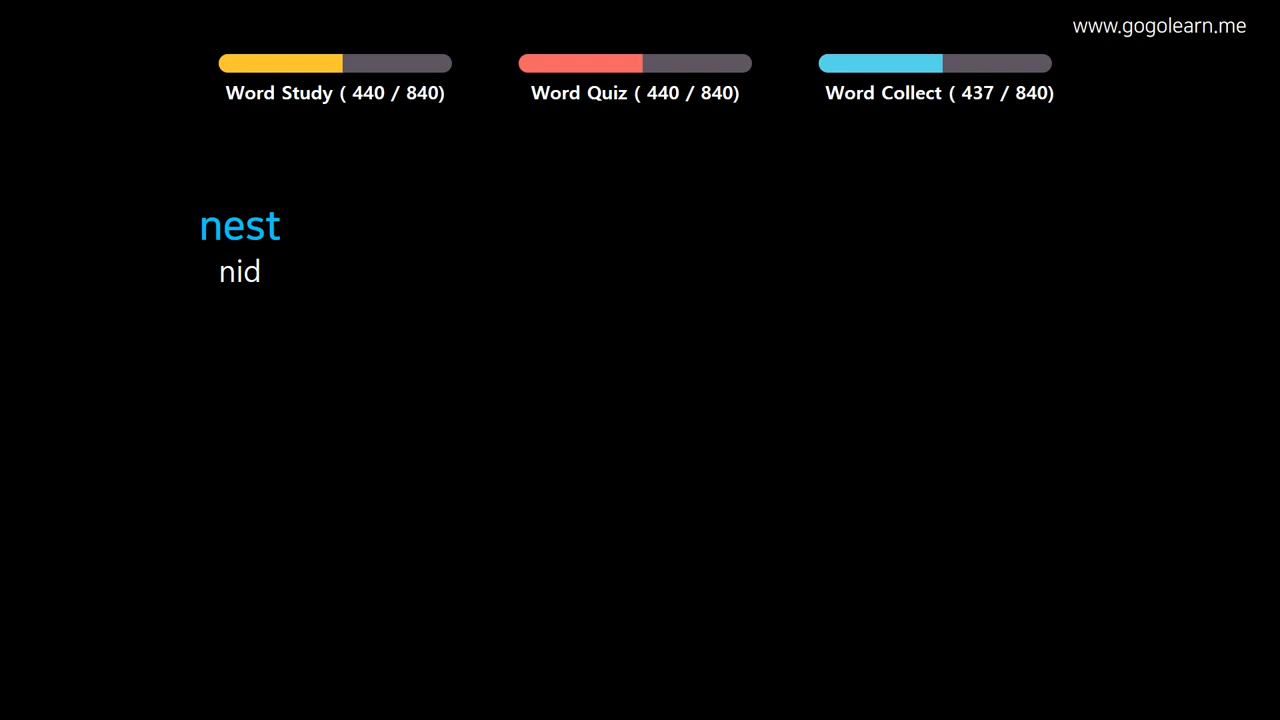 www.gogolearn.me
Word Study ( 440 / 840)
Word Quiz ( 440 / 840)
Word Collect ( 437 / 840)
nest
nid